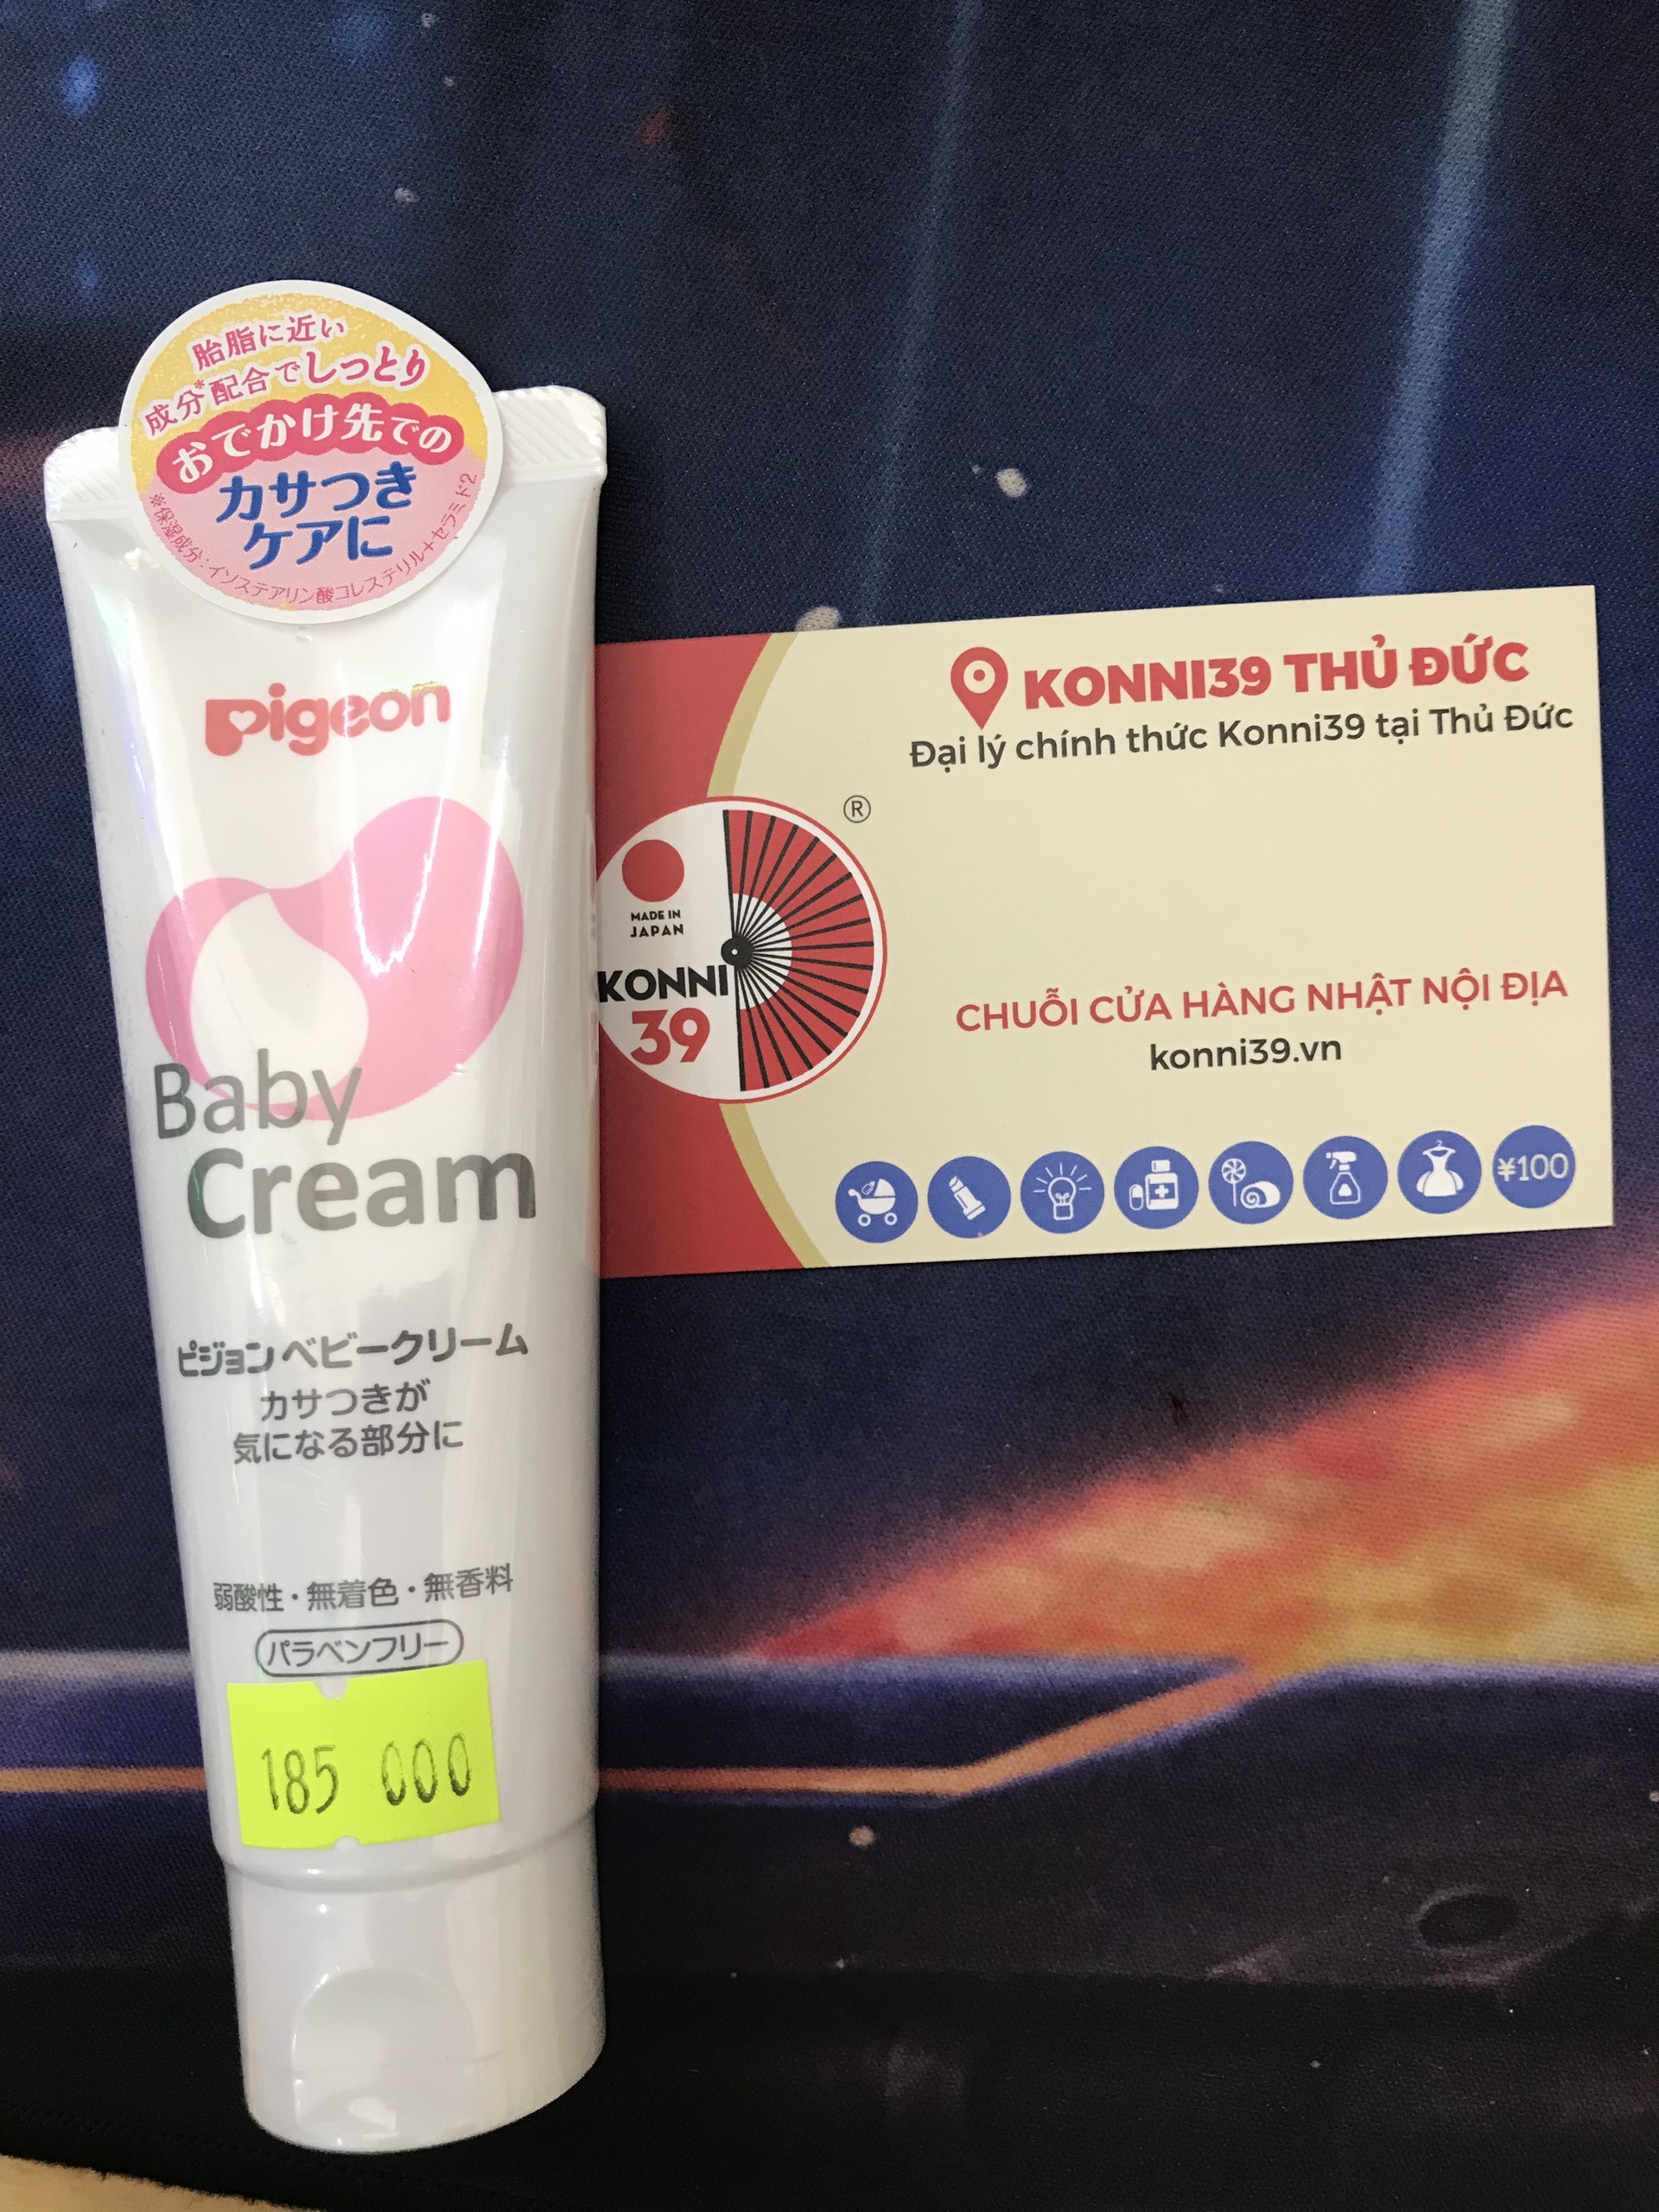 胎脂に近い
成分*配合でしっとり
おでかけ先での
カサつき
ケアに
※保湿成分:イソステアリン酸コレステリル+セラミド2
Pigeon
Baby
Cream
ピジョン ベビークリーム
カサつきが
気になる部分に
弱酸性・無着色・無香料
パラベンフリー
185 000
KONNI39 THỦ ĐỨC
Đại lý chính thức Konni39 tại Thủ Đức
®
MADE IN
JAPAN
KONNI
39
CHUỖI CỬA HÀNG NHẬT NỘI ĐỊA
konni39.vn
¥100